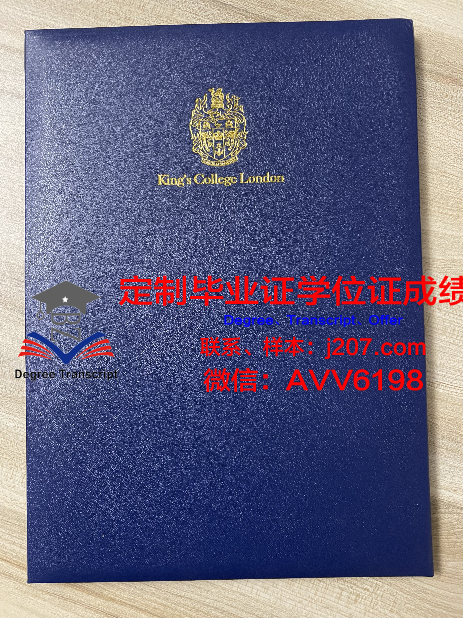 King's College London
定制毕业证学位证成绩
Degree、Transcript、Offer
联系、样本：j207.com
微信：AVV6198
Degree Transcript